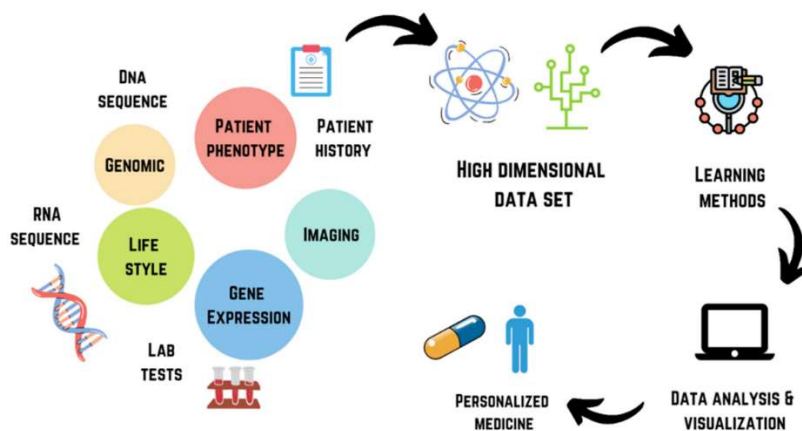 DNA
SEQUENCE
GENOMIC
PATIENT
PHENOTYPE
PATIENT
HISTORY
RNA
SEQUENCE
LIFE
STYLE
IMAGING
GENE
EXPRESSION
LAB
TESTS
HIGH DIMENSIONAL
DATA SET
LEARNING
METHODS
DATA ANALYSIS &
VISUALIZATION
PERSONALIZED
MEDICINE